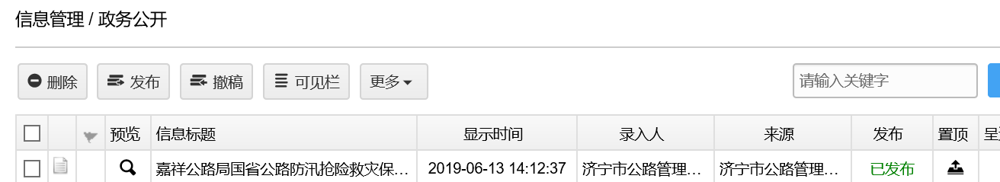 信息管理 / 政务公开
删除 发布 撤稿 可见栏 更多 请输入关键字
预览 信息标题 显示时间 录入人 来源 发布 置顶
嘉祥公路局国省公路防汛抢险救灾保... 2019-06-13 14:12:37 济宁市公路管理... 济宁市公路管理... 已发布